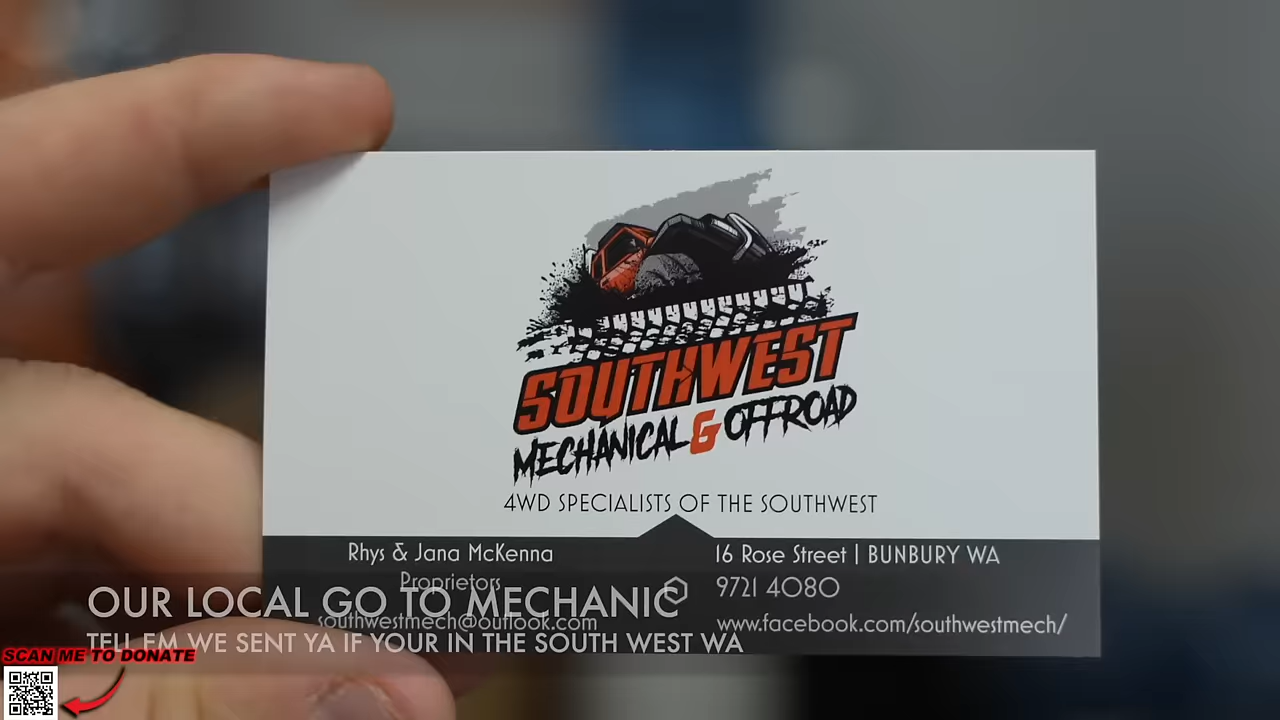 SOUTHWEST
MECHANICAL & OFFROAD
4WD SPECIALISTS OF THE SOUTHWEST
Rhys & Jana McKenna
Proprietors
southwestmech@outlook.com
16 Rose Street | BUNBURY WA
9721 4080
www.facebook.com/southwestmech/
OUR LOCAL GO TO MECHANIC
TELL EM WE SENT YA IF YOUR IN THE SOUTH WEST WA
SCAN ME TO DONATE